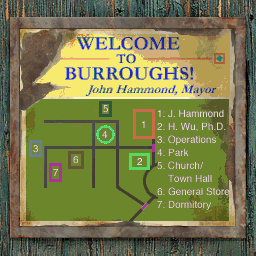 WELCOME
TO
BURROUGHS!
John Hammond, Mayor
1: J. Hammond
2: H. Wu, Ph.D.
3: Operations
4: Park
5: Church/
Town Hall
6: General Store
7: Dormitory
5
1
4
3
6
2
7